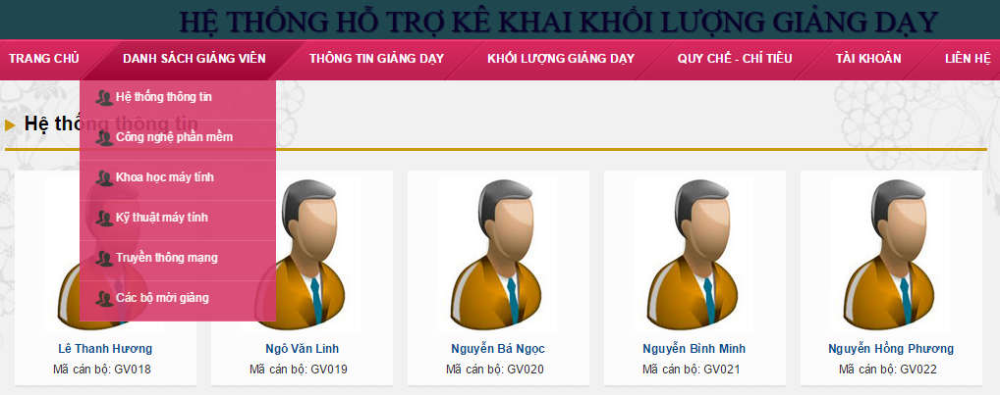 HỆ THỐNG HỖ TRỢ KÊ KHAI KHỐI LƯỢNG GIẢNG DẠY
TRANG CHỦ DANH SÁCH GIẢNG VIÊN THÔNG TIN GIẢNG DẠY KHỐI LƯỢNG GIẢNG DẠY QUY CHẾ - CHỈ TIÊU TÀI KHOẢN LIÊN HỆ
Hệ thống thông tin
Hệ thống thông tin
Công nghệ phần mềm
Khoa học máy tính
Kỹ thuật máy tính
Truyền thông mạng
Các bộ mời giảng
Lê Thanh Hương Ngô Văn Linh Nguyễn Bá Ngọc Nguyễn Bình Minh Nguyễn Hồng Phương
Mã cán bộ: GV018 Mã cán bộ: GV019 Mã cán bộ: GV020 Mã cán bộ: GV021 Mã cán bộ: GV022